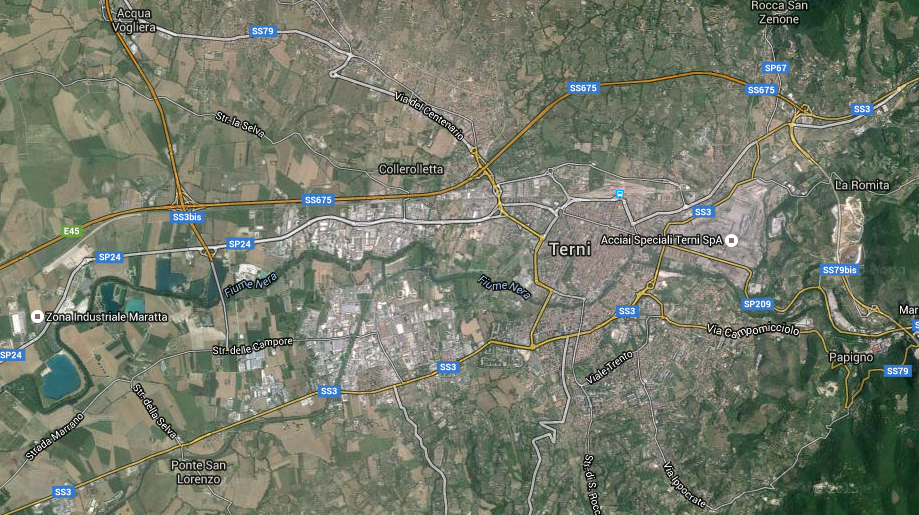 Acqua
Vogliera
Rocca San
Zenone
SS79
SP67
SS675
SS675
SS3
Via del Centenario
Str. la Selva
Collerolletta
La Romita
SS675
SS3bis
SS3
E45
SP24
Terni
Acciai Speciali Terni SpA
SP24
SS79bis
Fiume Nera
Fiume Nera
SP209
Zona Industriale Maratta
SS3
Mar
S
Via Campomicciolo
SP24
Str. delle Campore
Papigno
SS3
Viale Trento
SS79
SS3
Str. della Selva
Strada Marrano
Ponte San
Lorenzo
Str. di S. Rocc
Via Ippocrate
SS3